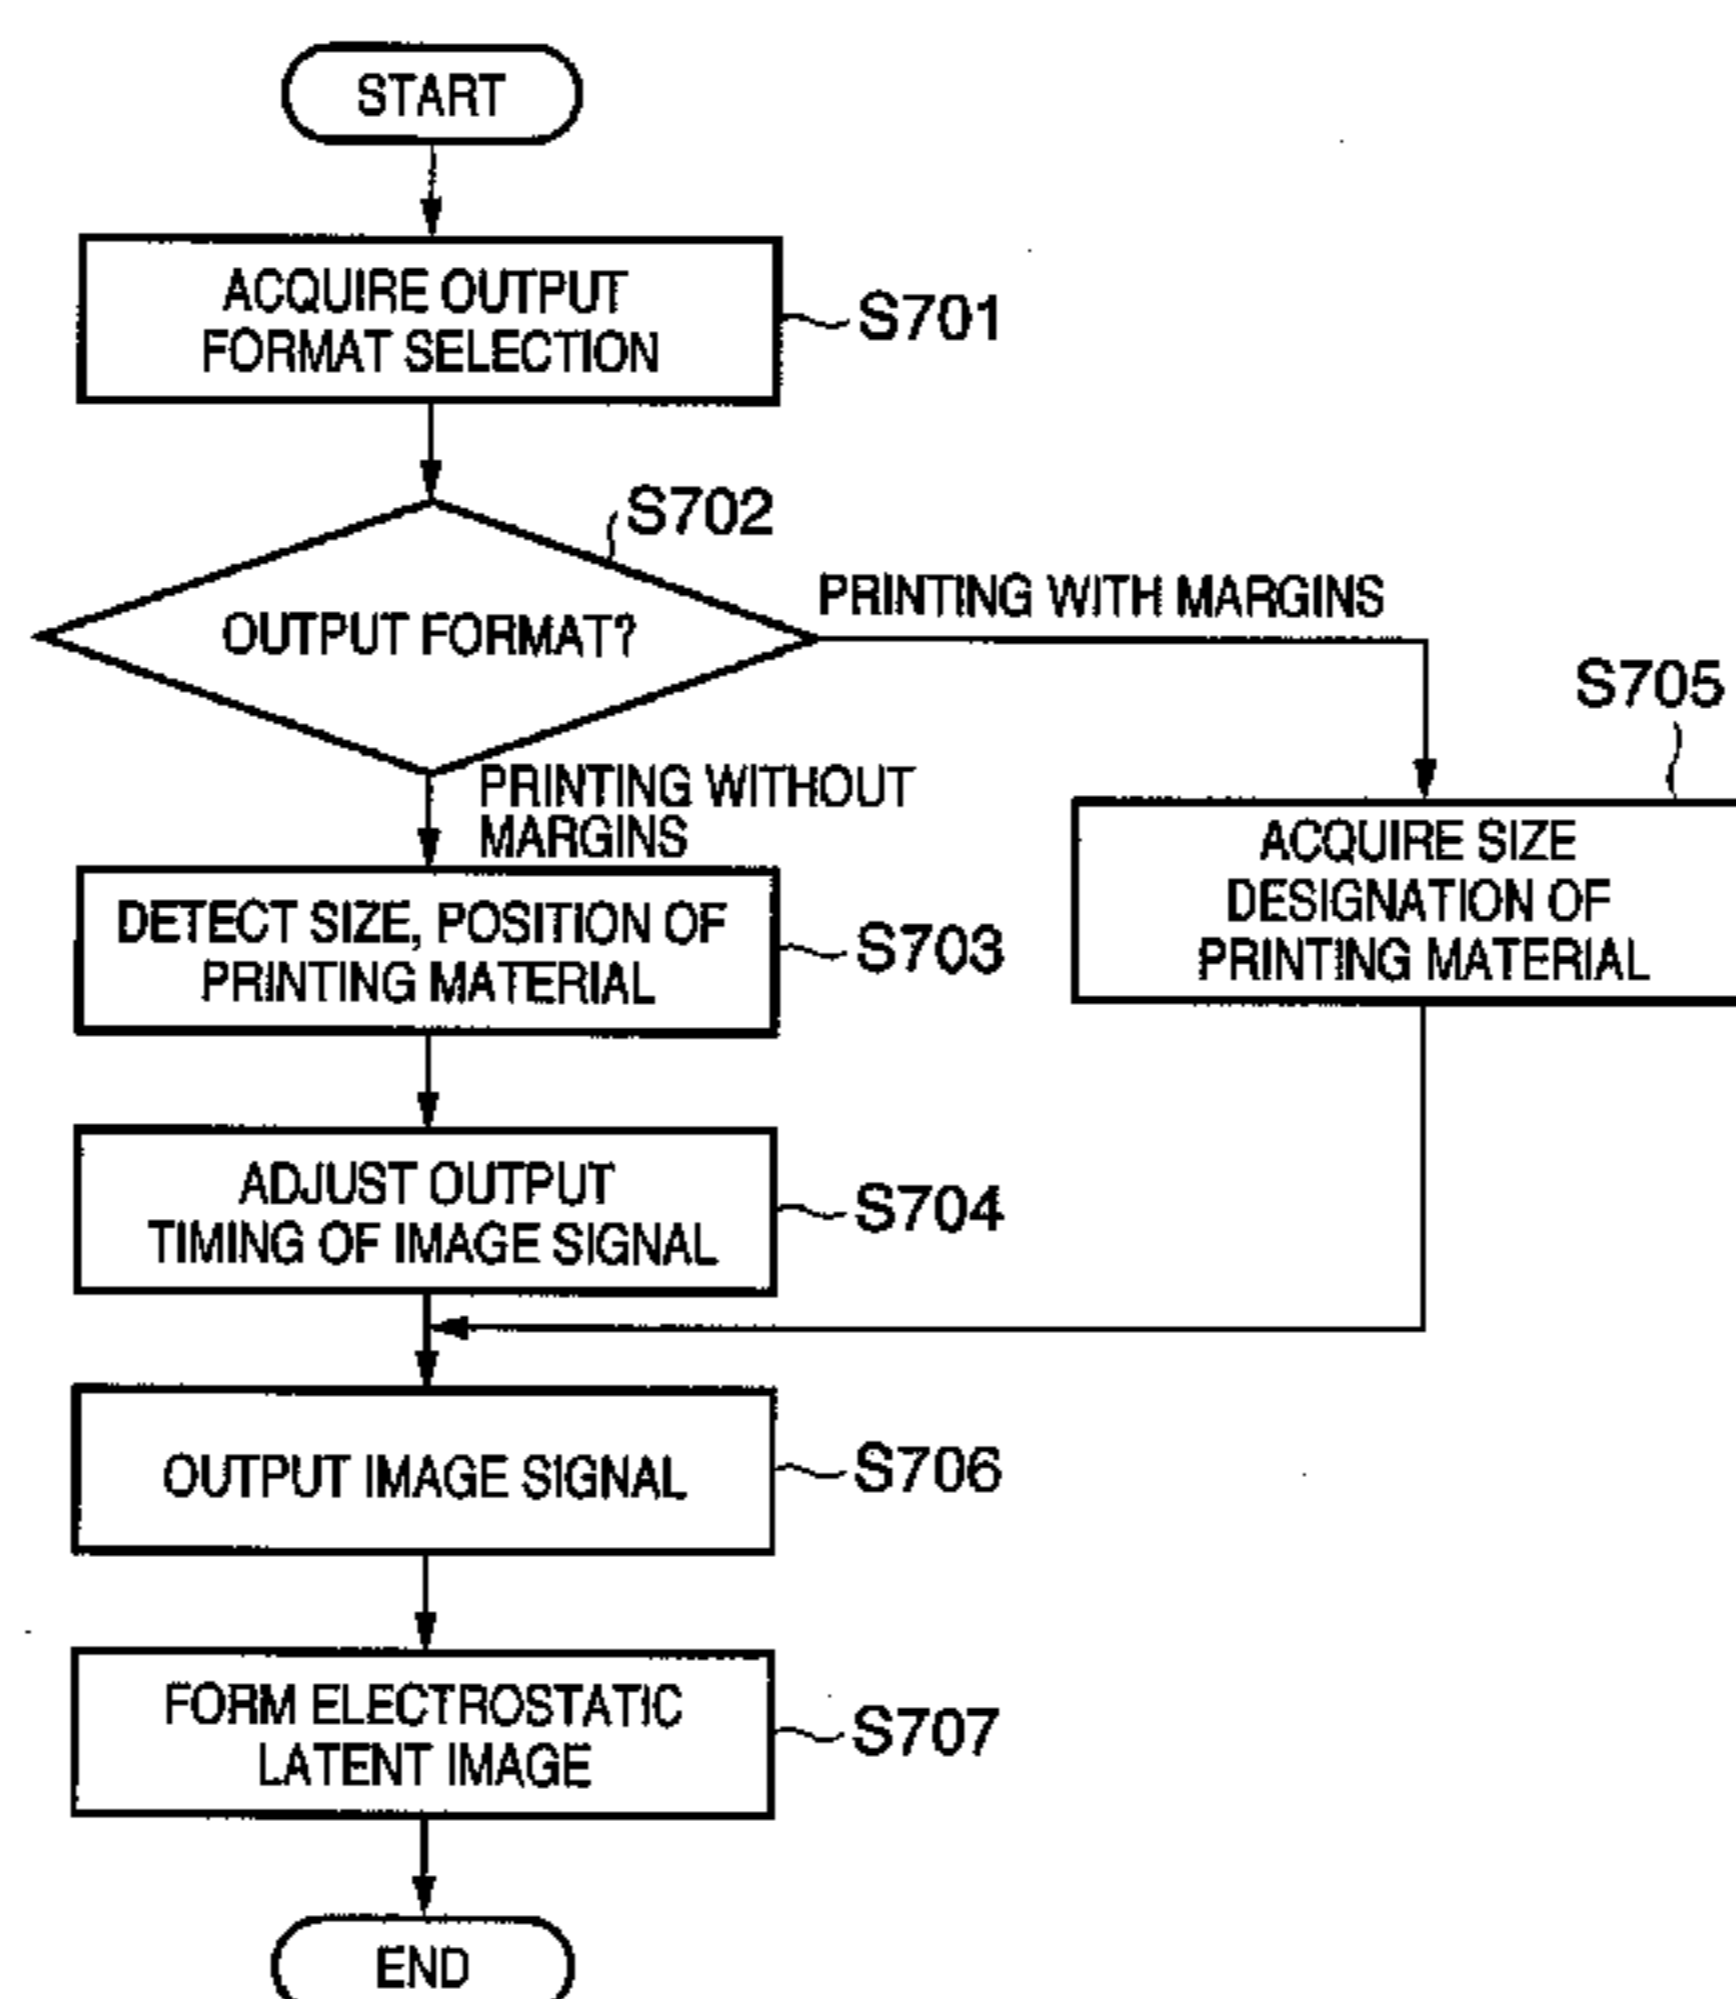 START
ACQUIRE OUTPUT
FORMAT SELECTION
S701
S702
OUTPUT FORMAT?
PRINTING WITH MARGINS
PRINTING WITHOUT
MARGINS
S705
ACQUIRE SIZE
DESIGNATION OF
PRINTING MATERIAL
DETECT SIZE, POSITION OF
PRINTING MATERIAL
S703
ADJUST OUTPUT
TIMING OF IMAGE SIGNAL
S704
OUTPUT IMAGE SIGNAL
S706
FORM ELECTROSTATIC
LATENT IMAGE
S707
END